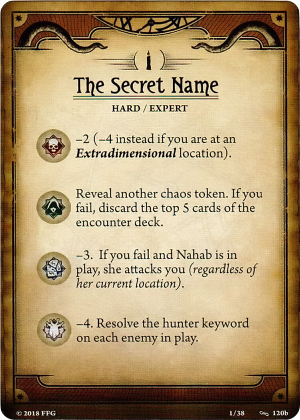 The Secret Name
HARD / EXPERT
–2 (–4 instead if you are at an
Extradimensional location).
Reveal another chaos token. If you
fail, discard the top 5 cards of the
encounter deck.
–3.  If you fail and Nahab is in
play, she attacks you (regardless of
her current location).
–4. Resolve the hunter keyword
on each enemy in play.
© 2018 FFG
1/38
120b